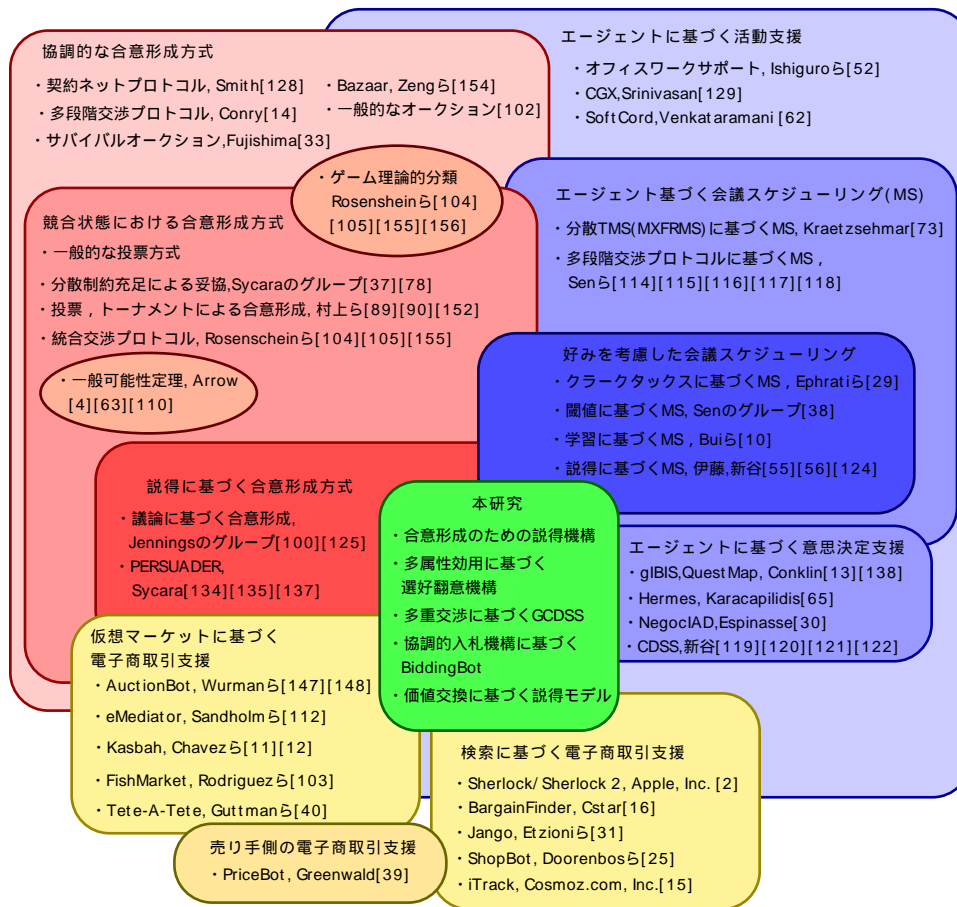 協調的な合意形成方式
・契約ネットプロトコル, Smith[128]
・多段階交渉プロトコル, Conry[14]
・サバイバルオークション,Fujishima[33]
・Bazaar, Zengら[154]
・一般的なオークション[102]
・ゲーム理論的分類
Rosensheinら[104]
[105][155][156]
競合状態における合意形成方式
・一般的な投票方式
・分散制約充足による妥協,Sycaraのグループ[37][78]
・投票，トーナメントによる合意形成, 村上ら[89][90][152]
・統合交渉プロトコル, Rosenscheinら[104][105][155]
・一般可能性定理, Arrow
[4][63][110]
説得に基づく合意形成方式
・議論に基づく合意形成,
Jenningsのグループ[100][125]
・PERSUADER,
Sycara[134][135][137]
エージェントに基づく活動支援
・オフィスワークサポート, Ishiguroら[52]
・CGX,Srinivasan[129]
・SoftCord,Venkataramani [62]
エージェント基づく会議スケジューリング(MS)
・分散TMS(MXFRMS)に基づくMS, Kraetzsehmar[73]
・多段階交渉プロトコルに基づくMS，
Senら[114][115][116][117][118]
好みを考慮した会議スケジューリング
・クラークタックスに基づくMS，Ephratiら[29]
・閾値に基づくMS, Senのグループ[38]
・学習に基づくMS，Buiら[10]
・説得に基づくMS, 伊藤,新谷[55][56][124]
本研究
・合意形成のための説得機構
・多属性効用に基づく
選好翻意機構
・多重交渉に基づくGCDSS
・協調的入札機構に基づく
BiddingBot
・価値交換に基づく説得モデル
エージェントに基づく意思決定支援
・gIBIS,QuestMap, Conklin[13][138]
・Hermes, Karacapilidis[65]
・NegocIAD,Espinasse[30]
・CDSS,新谷[119][120][121][122]
仮想マーケットに基づく
電子商取引支援
・AuctionBot, Wurmanら[147][148]
・eMediator, Sandholmら[112]
・Kasbah, Chavezら[11][12]
・FishMarket, Rodriguezら[103]
・Tete-A-Tete, Guttmanら[40]
売り手側の電子商取引支援
・PriceBot, Greenwald[39]
検索に基づく電子商取引支援
・Sherlock/ Sherlock 2, Apple, Inc. [2]
・BargainFinder, Cstar[16]
・Jango, Etzioniら[31]
・ShopBot, Doorenbosら[25]
・iTrack, Cosmoz.com, Inc.[15]